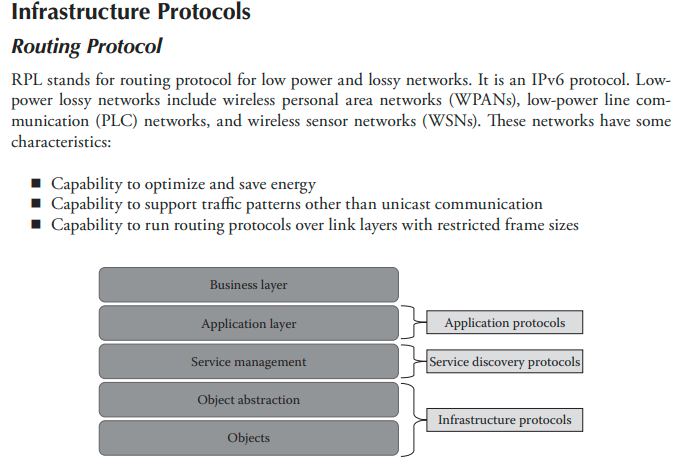 Infrastructure Protocols
Routing Protocol
RPL stands for routing protocol for low power and lossy networks. It is an IPv6 protocol. Low-
power lossy networks include wireless personal area networks (WPANs), low-power line com-
munication (PLC) networks, and wireless sensor networks (WSNs). These networks have some
characteristics:
■ Capability to optimize and save energy
■ Capability to support traffic patterns other than unicast communication
■ Capability to run routing protocols over link layers with restricted frame sizes
Business layer
Application layer
Application protocols
Service management
Service discovery protocols
Object abstraction
Infrastructure protocols
Objects